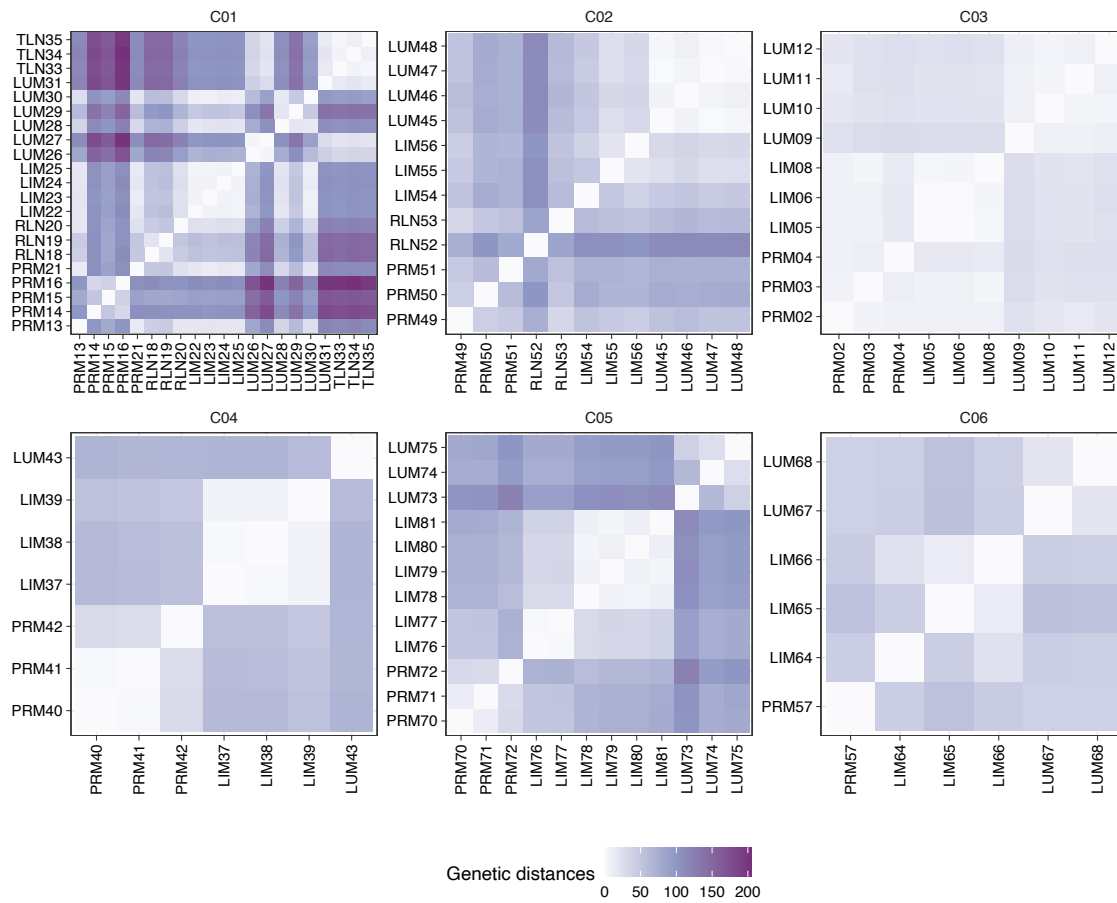 C01
TLN35
TLN34
TLN33
LUM31
LUM30
LUM29
LUM28
LUM27
LUM26
LIM25
LIM24
LIM23
LIM22
RLN20
RLN19
RLN18
PRM21
PRM16
PRM15
PRM14
PRM13
PRM13
PRM14
PRM15
PRM16
PRM21
RLN18
RLN19
RLN20
LIM22
LIM23
LIM24
LIM25
LUM26
LUM27
LUM28
LUM29
LUM30
LUM31
TLN33
TLN34
TLN35
C02
LUM48
LUM47
LUM46
LUM45
LIM56
LIM55
LIM54
RLN53
RLN52
PRM51
PRM50
PRM49
PRM49
PRM50
PRM51
RLN52
RLN53
LIM54
LIM55
LIM56
LUM45
LUM46
LUM47
LUM48
C03
LUM12
LUM11
LUM10
LUM09
LIM08
LIM06
LIM05
PRM04
PRM03
PRM02
PRM02
PRM03
PRM04
LIM05
LIM06
LIM08
LUM09
LUM10
LUM11
LUM12
C04
LUM43
LIM39
LIM38
LIM37
PRM42
PRM41
PRM40
PRM40
PRM41
PRM42
LIM37
LIM38
LIM39
LUM43
C05
LUM75
LUM74
LUM73
LIM81
LIM80
LIM79
LIM78
LIM77
LIM76
PRM72
PRM71
PRM70
PRM70
PRM71
PRM72
LIM76
LIM77
LIM78
LIM79
LIM80
LIM81
LUM73
LUM74
LUM75
C06
LUM68
LUM67
LIM66
LIM65
LIM64
PRM57
PRM57
LIM64
LIM65
LIM66
LUM67
LUM68
Genetic distances
0 50 100 150 200